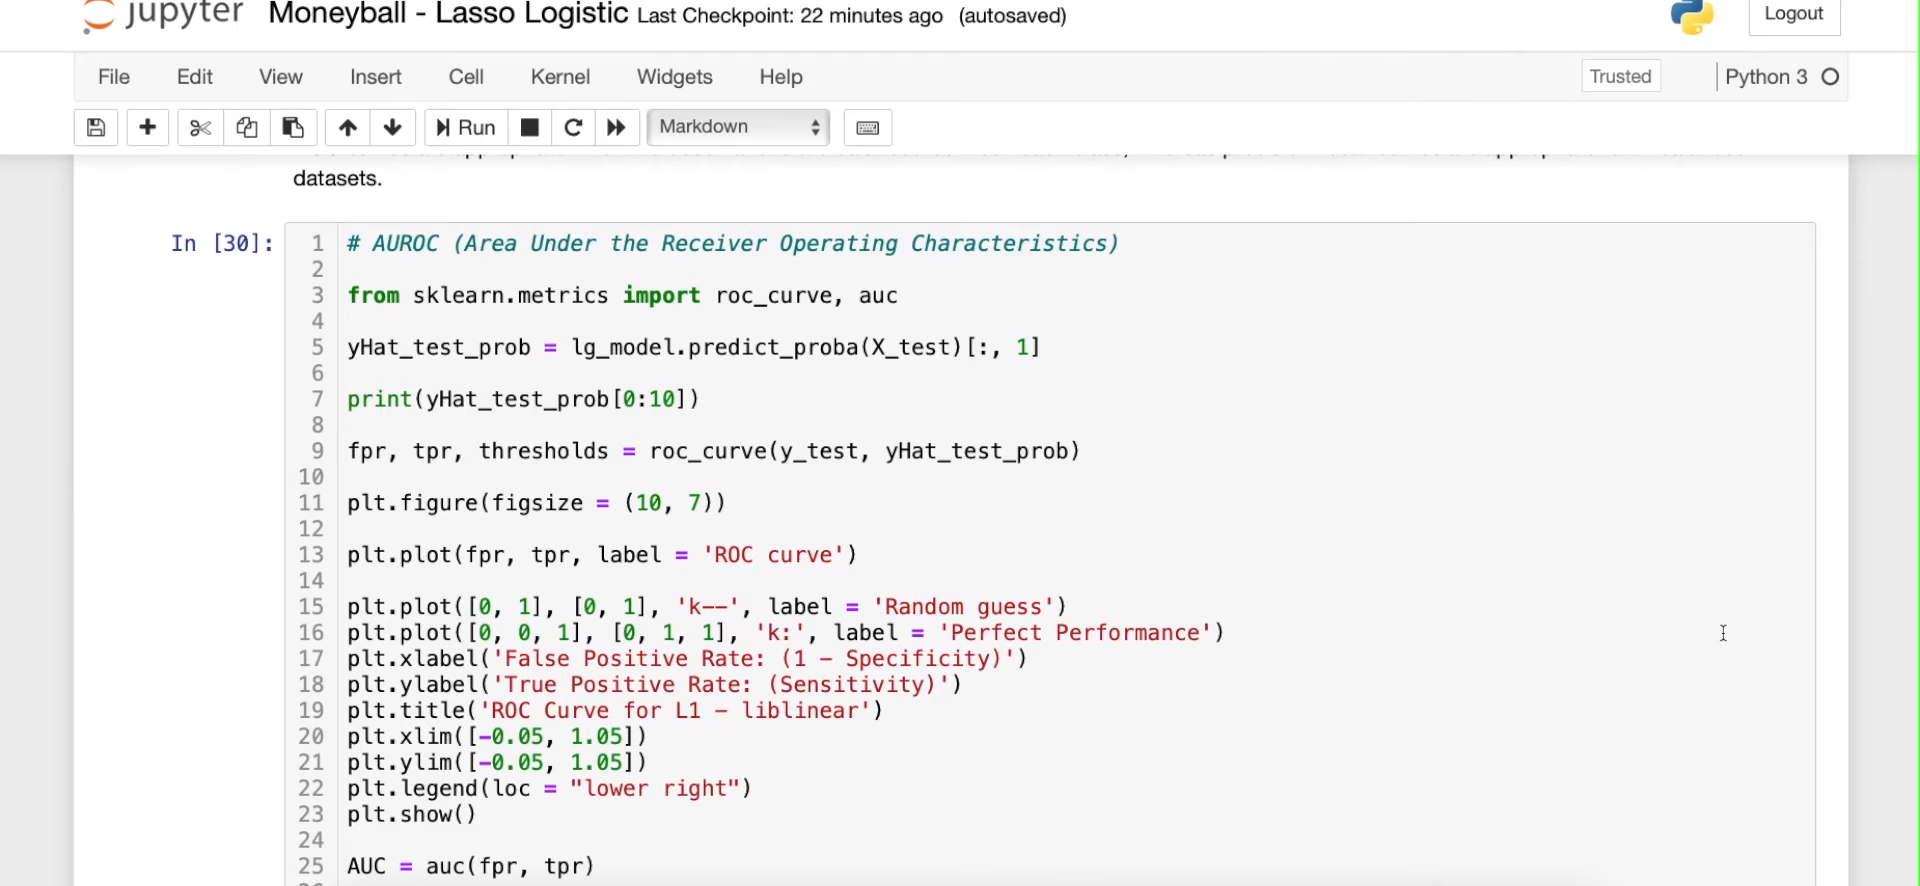 jupyter Moneyball - Lasso Logistic Last Checkpoint: 22 minutes ago (autosaved) Logout
File Edit View Insert Cell Kernel Widgets Help Trusted Python 3
Run Markdown
datasets.
In [30]: 1 # AUROC (Area Under the Receiver Operating Characteristics)
2
3 from sklearn.metrics import roc_curve, auc
4
5 yHat_test_prob = lg_model.predict_proba(X_test)[:, 1]
6
7 print(yHat_test_prob[0:10])
8
9 fpr, tpr, thresholds = roc_curve(y_test, yHat_test_prob)
10
11 plt.figure(figsize = (10, 7))
12
13 plt.plot(fpr, tpr, label = 'ROC curve')
14
15 plt.plot([0, 1], [0, 1], 'k--', label = 'Random guess')
16 plt.plot([0, 0, 1], [0, 1, 1], 'k:', label = 'Perfect Performance')
17 plt.xlabel('False Positive Rate: (1 - Specificity)')
18 plt.ylabel('True Positive Rate: (Sensitivity)')
19 plt.title('ROC Curve for L1 - liblinear')
20 plt.xlim([-0.05, 1.05])
21 plt.ylim([-0.05, 1.05])
22 plt.legend(loc = "lower right")
23 plt.show()
24
25 AUC = auc(fpr, tpr)